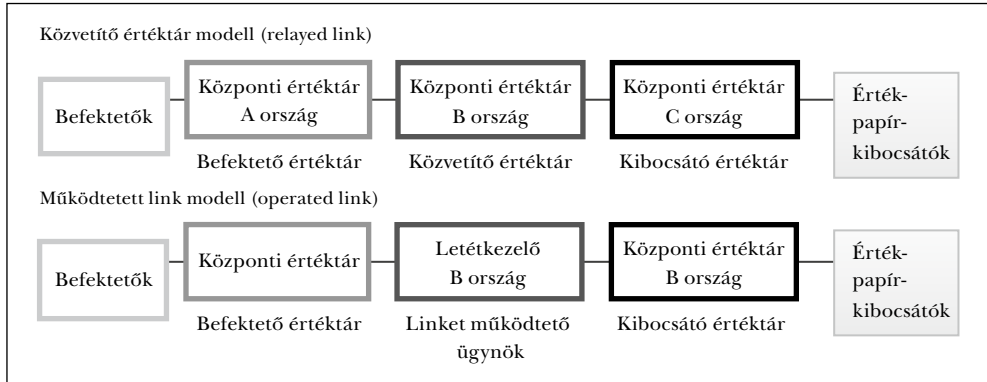 Közvetítő értéktár modell (relayed link)
Befektetők
Központi értéktár
A ország
Befektető értéktár
Központi értéktár
B ország
Közvetítő értéktár
Központi értéktár
C ország
Kibocsátó értéktár
Érték-
papír-
kibocsátók
Működtetett link modell (operated link)
Befektetők
Központi értéktár
Befektető értéktár
Letétkezelő
B ország
Linket működtető
ügynök
Központi értéktár
B ország
Kibocsátó értéktár
Érték-
papír-
kibocsátók